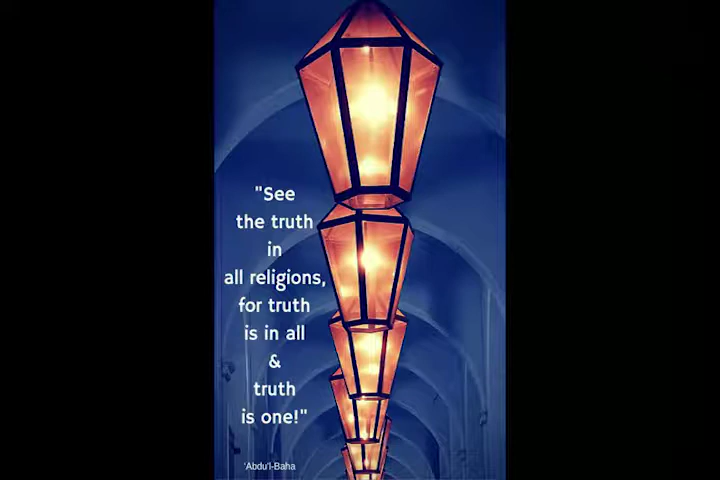 "See
the truth
in
all religions,
for truth
is in all
&
truth
is one!"
'Abdu'l-Baha